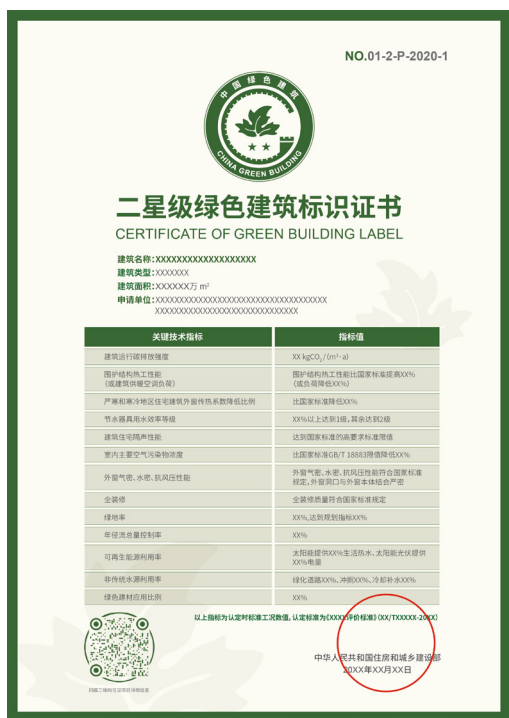 NO.01-2-P-2020-1
中国绿色建筑
CHINA GREEN BUILDING
二星级绿色建筑标识证书
CERTIFICATE OF GREEN BUILDING LABEL
建筑名称:XXXXXXXXXXXXXXXXXXX
建筑类型:XXXXXXX
建筑面积:XXXXXX万 m²
申请单位:XXXXXXXXXXXXXXXXXXXXXXXXXXXXXXXXXXXXXX
XXXXXXXXXXXXXXXXXXXXXXXXXXXXXXXX
关键技术指标 指标值
建筑运行碳排放强度 XX kgCO₂/(m²·a)
围护结构热工性能 围护结构热工性能比国家标准提高XX%
(或建筑供暖空调负荷) (或负荷降低XX%)
严寒和寒冷地区住宅建筑外窗传热系数降低比例 比国家标准降低XX%
节水器具用水效率等级 XX%以上达到1级,其余达到2级
建筑住宅隔声性能 达到国家标准的高要求标准限值
室内主要空气污染物浓度 比国家标准GB/T 18883限值降低XX%
外窗气密、水密、抗风压性能 外窗气密、水密、抗风压性能符合国家标准
规定,外窗洞口与外窗本体结合严密
全装修 全装修质量符合国家标准规定
绿地率 XX%,达到规划指标XX%
年径流总量控制率 XX%
可再生能源利用率 太阳能提供XX%生活热水、太阳能光伏提供
XX%电量
非传统水源利用率 绿化道路XX%、冲厕XX%、冷却补水XX%
绿色建材应用比例 XX%
以上指标为认定时标准工况数值,认定标准为《XXX评价标准》(XX/TXXXXX-20XX)
中华人民共和国住房和城乡建设部
20XX年XX月XX日
扫描二维码可见项目详细信息